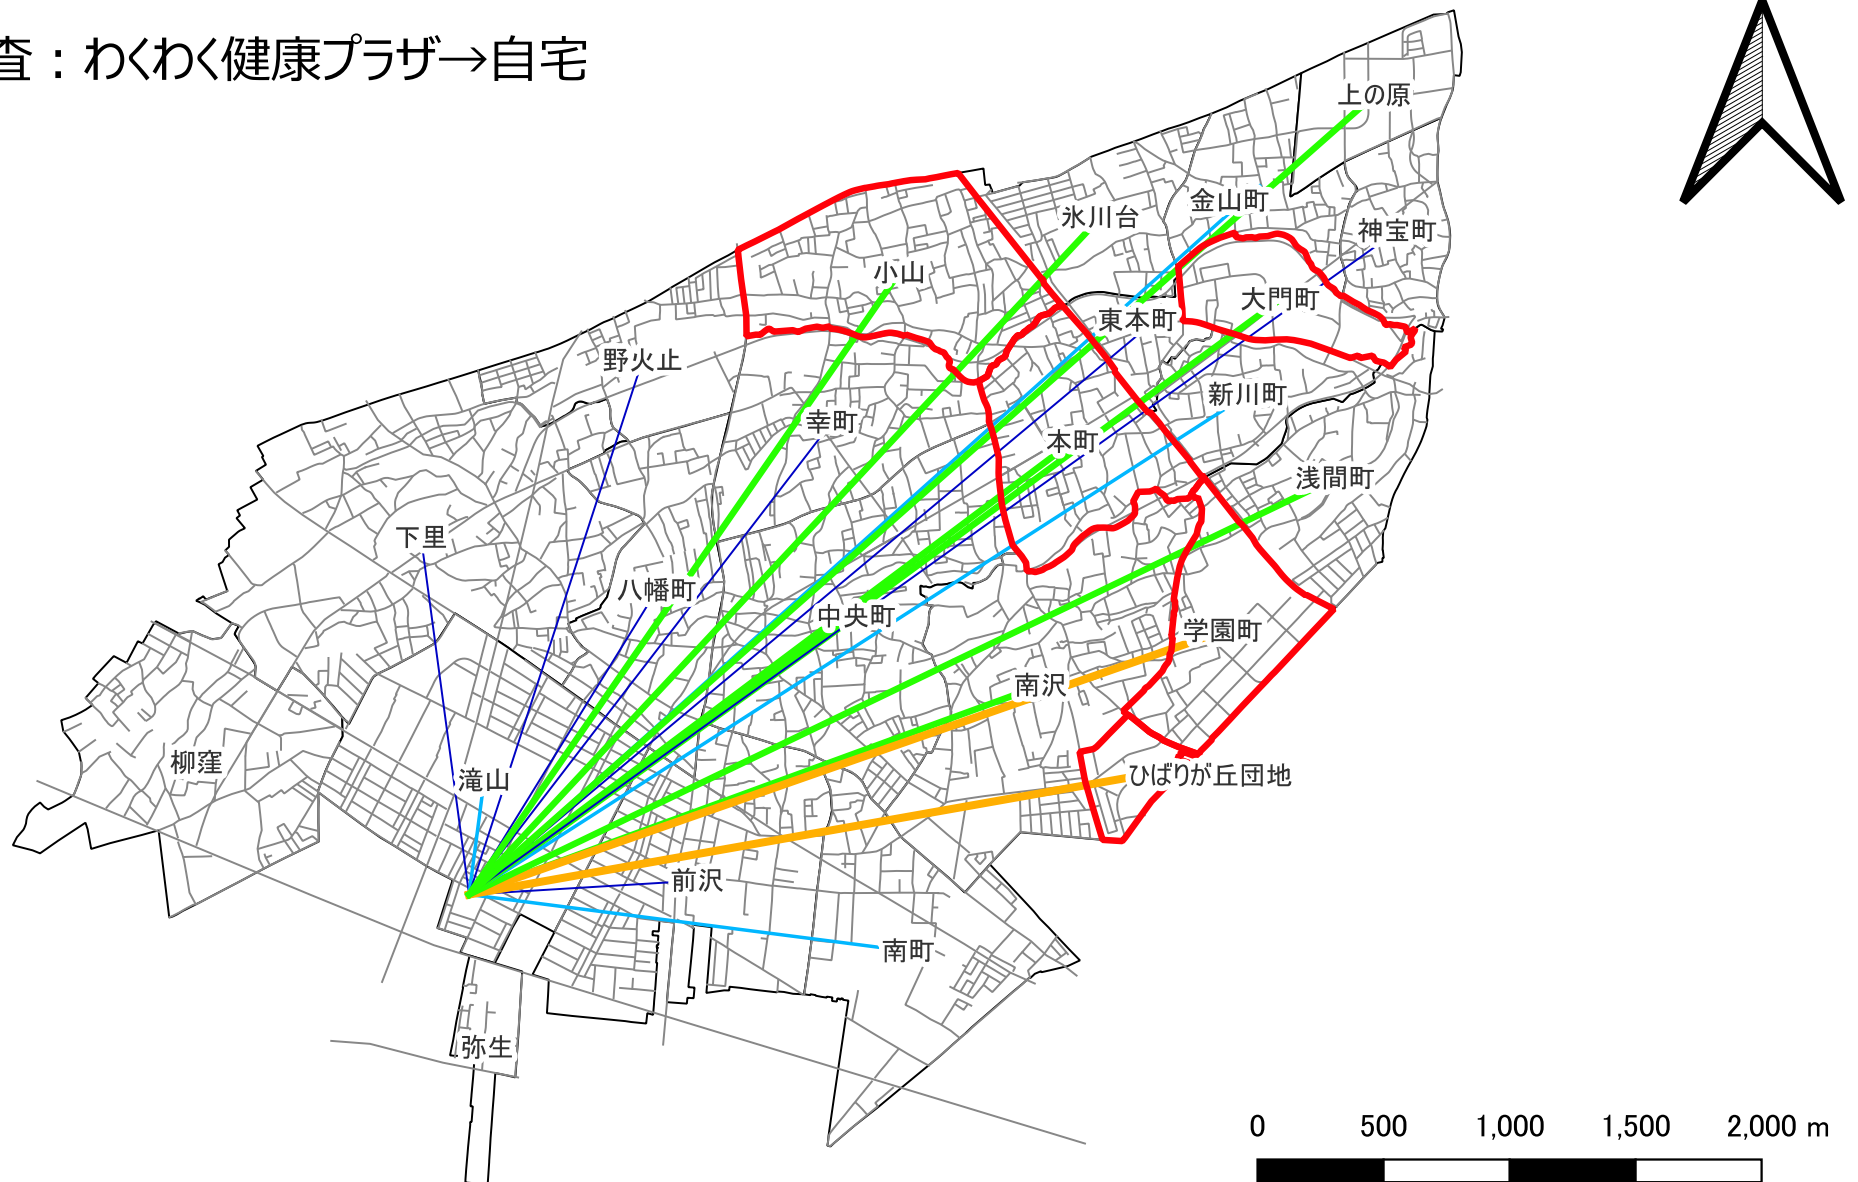 査：わくわく健康プラザ→自宅
上の原
金山町
氷川台
神宝町
小山
大門町
東本町
野火止
新川町
幸町
本町
浅間町
下里
八幡町
中央町
学園町
南沢
柳窪
滝山
ひばりが丘団地
前沢
南町
弥生
0 500 1,000 1,500 2,000 m